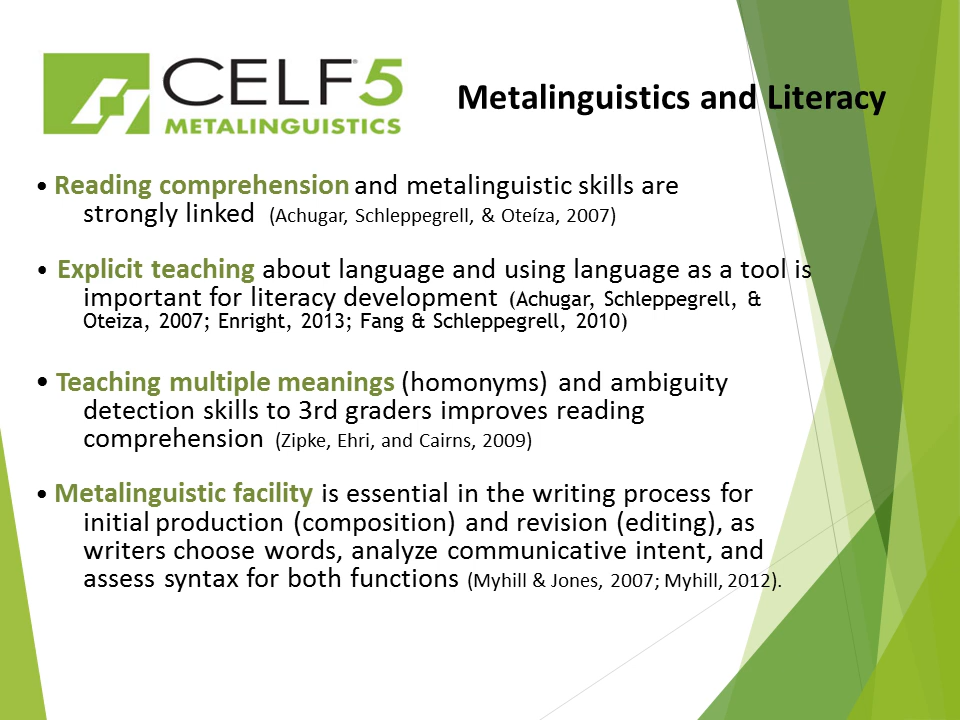 CELF®5
METALINGUISTICS
Metalinguistics and Literacy
• Reading comprehension and metalinguistic skills are
strongly linked (Achugar, Schleppegrell, & Oteíza, 2007)
• Explicit teaching about language and using language as a tool is
important for literacy development (Achugar, Schleppegrell, &
Oteiza, 2007; Enright, 2013; Fang & Schleppegrell, 2010)
• Teaching multiple meanings (homonyms) and ambiguity
detection skills to 3rd graders improves reading
comprehension (Zipke, Ehri, and Cairns, 2009)
• Metalinguistic facility is essential in the writing process for
initial production (composition) and revision (editing), as
writers choose words, analyze communicative intent, and
assess syntax for both functions (Myhill & Jones, 2007; Myhill, 2012).